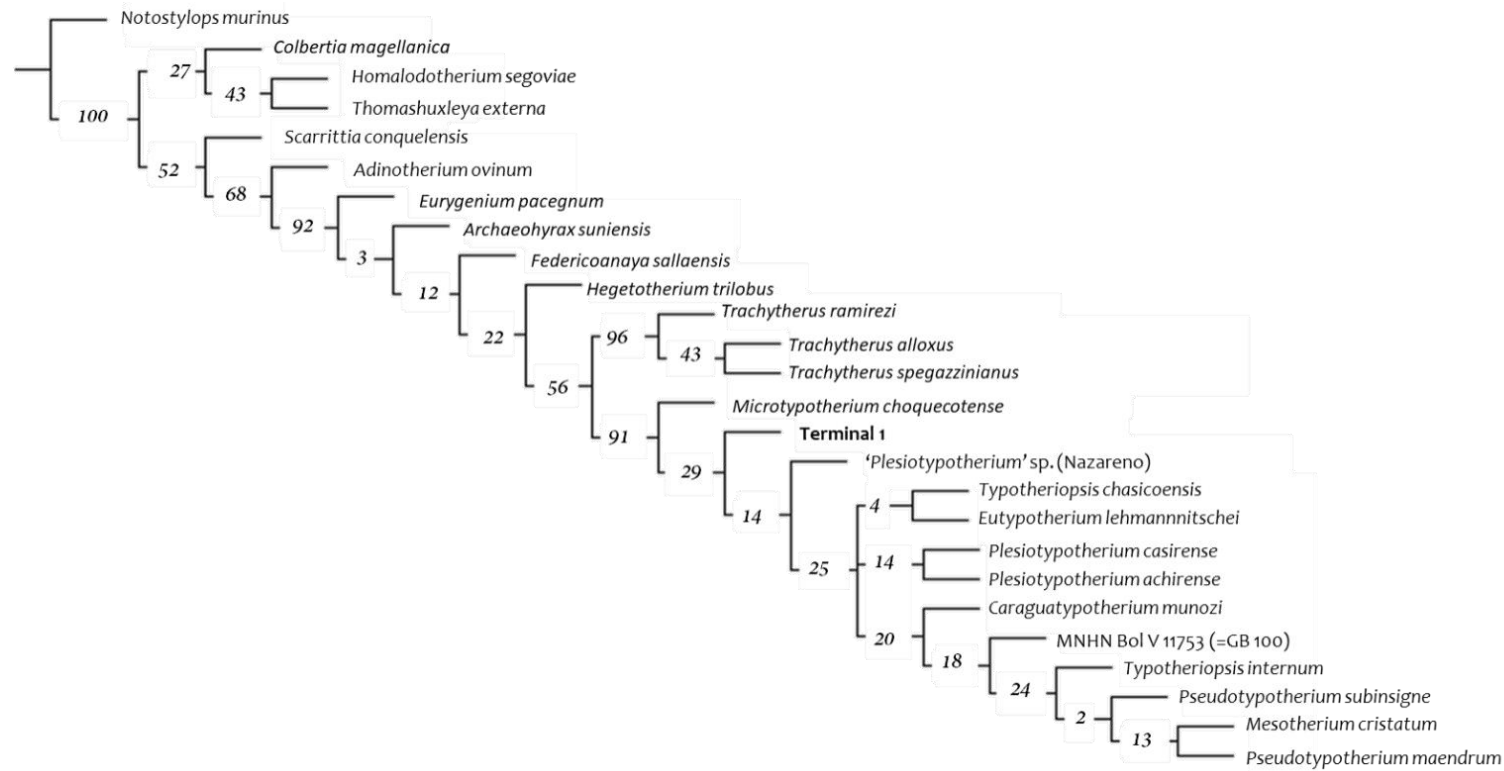 Notostylops murinus
Colbertia magellanica
27
Homalodotherium segoviae
43
Thomashuxleya externa
100
Scarrittia conquelensis
52
Adinotherium ovinum
68
Eurygenium pacegnum
92
Archaeohyrax suniensis
3
Federicoanaya sallaensis
12
Hegetotherium trilobus
Trachytherus ramirezi
22
96
Trachytherus alloxus
43
Trachytherus spegazzinianus
56
Microtypotherium choquecotense
Terminal 1
91
'Plesiotypotherium' sp. (Nazareno)
29
Typotheriopsis chasicoensis
4
14
Eutypotherium lehmannnitschei
Plesiotypotherium casirense
14
25
Plesiotypotherium achirense
Caraguatypotherium munozi
20
MNHN Bol V 11753 (=GB 100)
18
Typotheriopsis internum
24
Pseudotypotherium subinsigne
2
Mesotherium cristatum
13
Pseudotypotherium maendrum